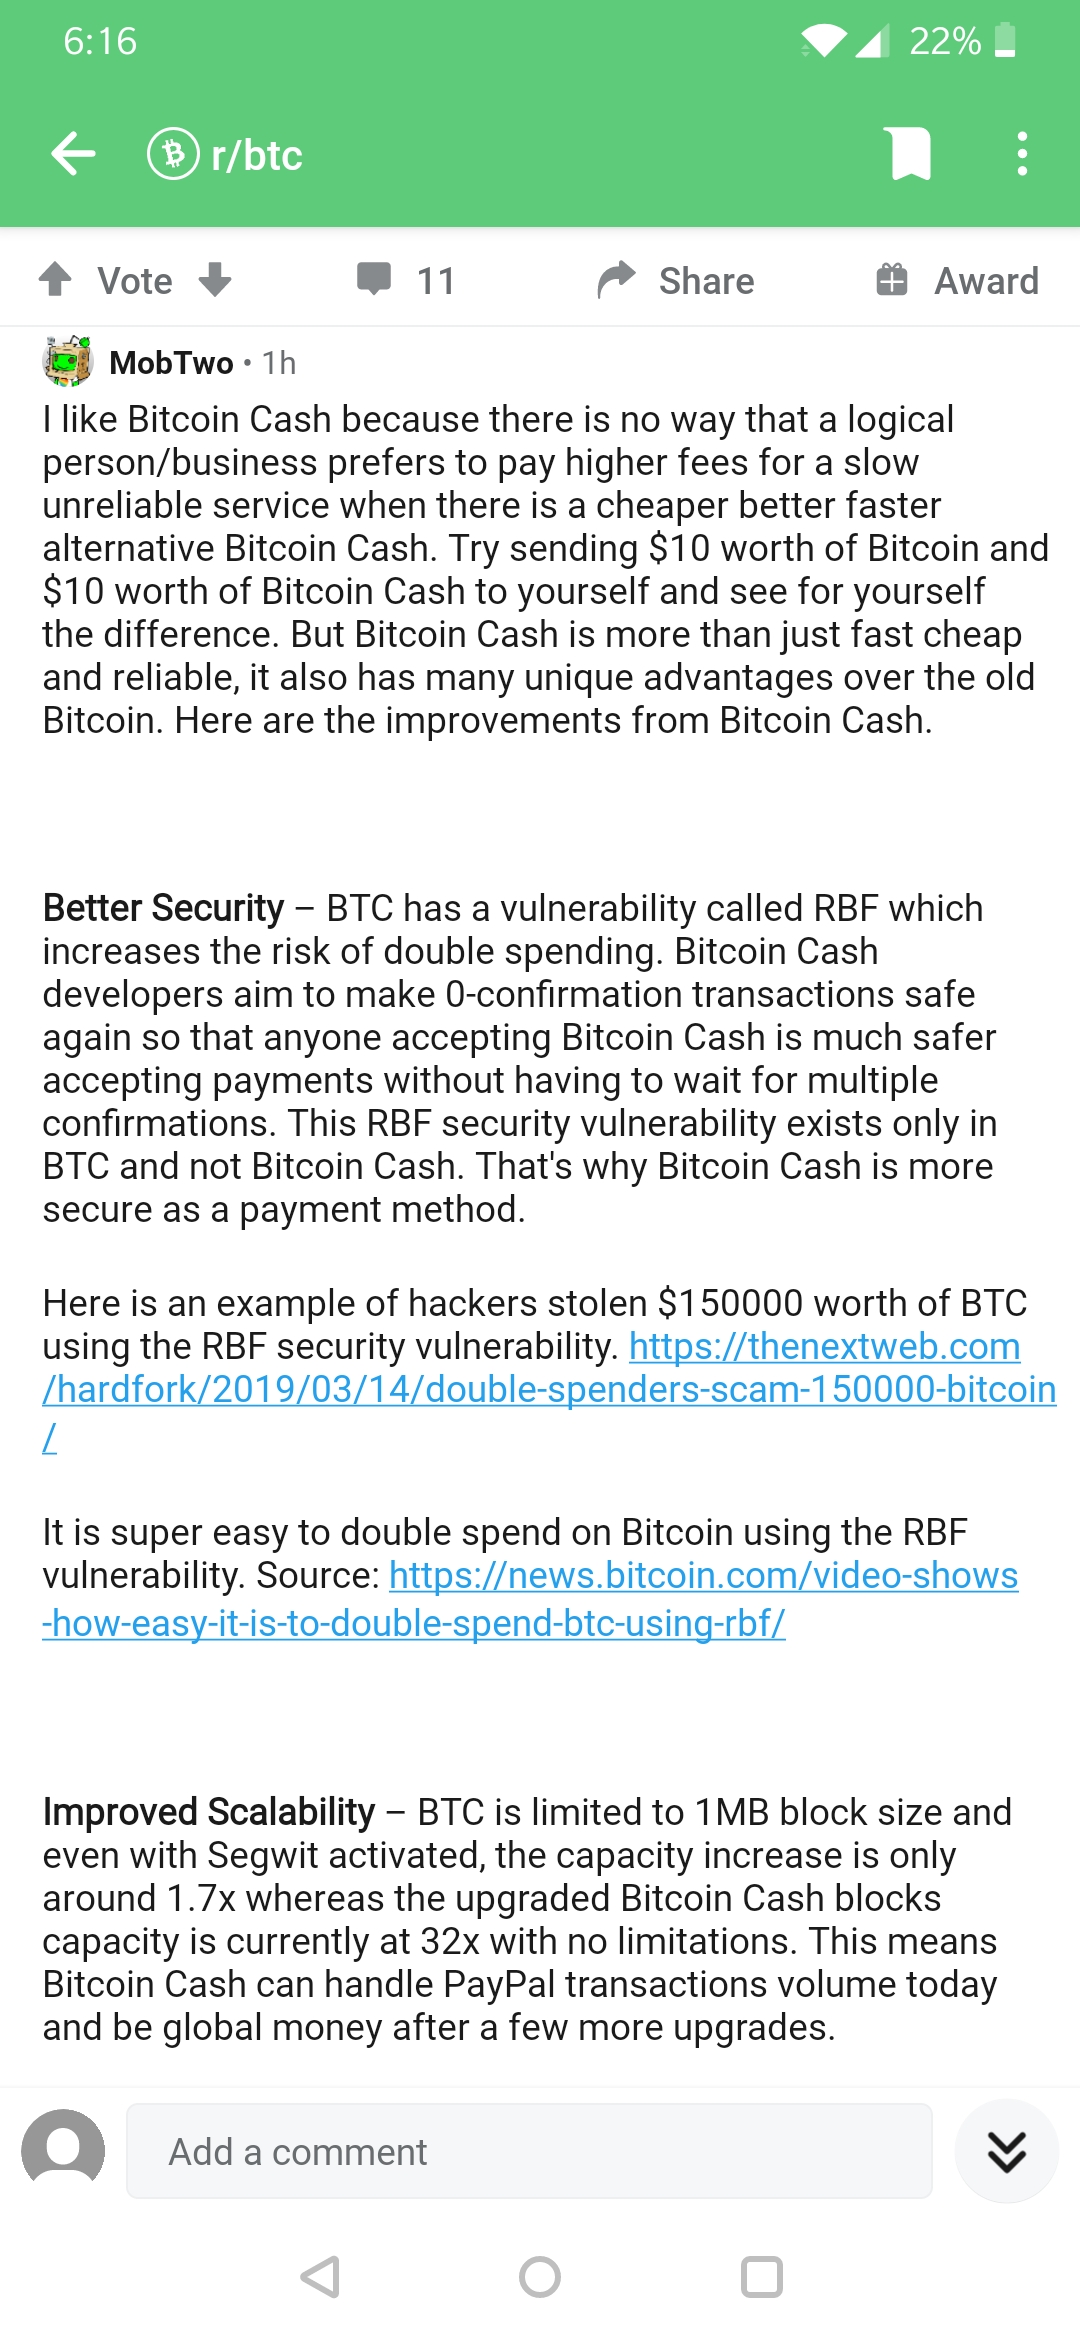 6:16
22%
r/btc
Vote
11
Share
Award
MobTwo • 1h
I like Bitcoin Cash because there is no way that a logical
person/business prefers to pay higher fees for a slow
unreliable service when there is a cheaper better faster
alternative Bitcoin Cash. Try sending $10 worth of Bitcoin and
$10 worth of Bitcoin Cash to yourself and see for yourself
the difference. But Bitcoin Cash is more than just fast cheap
and reliable, it also has many unique advantages over the old
Bitcoin. Here are the improvements from Bitcoin Cash.
Better Security – BTC has a vulnerability called RBF which
increases the risk of double spending. Bitcoin Cash
developers aim to make 0-confirmation transactions safe
again so that anyone accepting Bitcoin Cash is much safer
accepting payments without having to wait for multiple
confirmations. This RBF security vulnerability exists only in
BTC and not Bitcoin Cash. That's why Bitcoin Cash is more
secure as a payment method.
Here is an example of hackers stolen $150000 worth of BTC
using the RBF security vulnerability. https://thenextweb.com
/hardfork/2019/03/14/double-spenders-scam-150000-bitcoin
/
It is super easy to double spend on Bitcoin using the RBF
vulnerability. Source: https://news.bitcoin.com/video-shows
-how-easy-it-is-to-double-spend-btc-using-rbf/
Improved Scalability – BTC is limited to 1MB block size and
even with Segwit activated, the capacity increase is only
around 1.7x whereas the upgraded Bitcoin Cash blocks
capacity is currently at 32x with no limitations. This means
Bitcoin Cash can handle PayPal transactions volume today
and be global money after a few more upgrades.
Add a comment